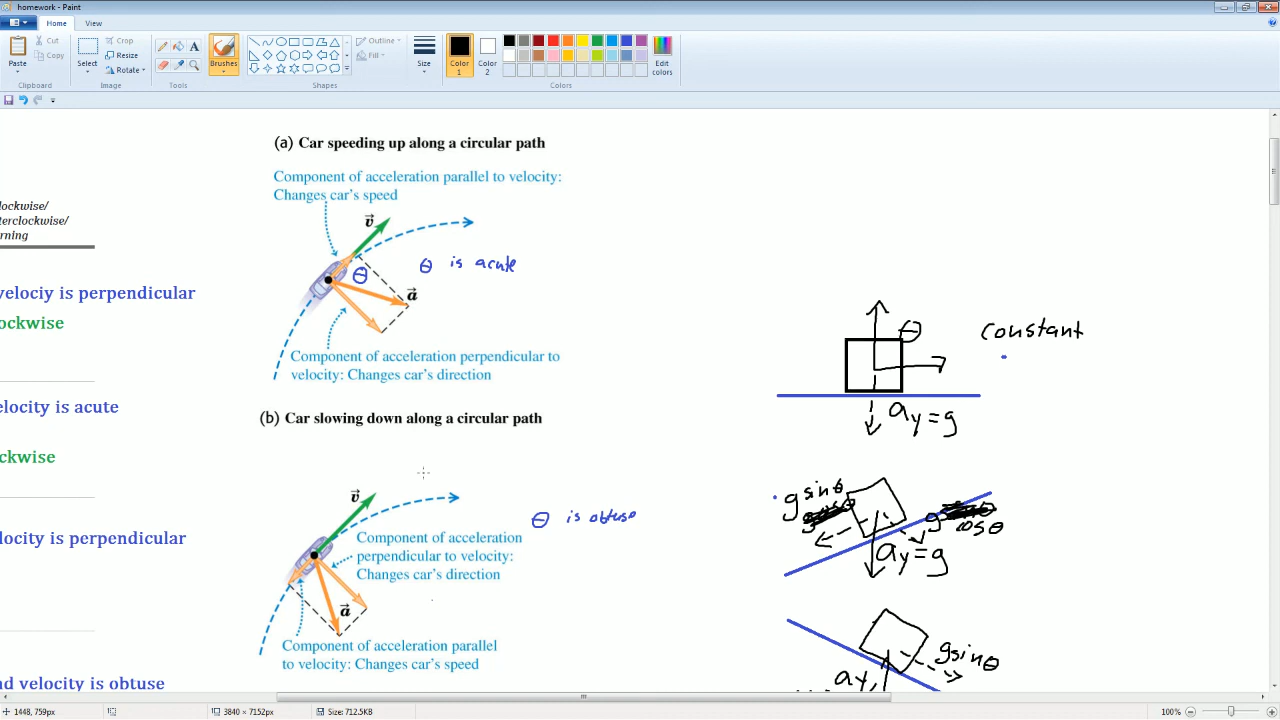 homework - Paint
Home
View
Paste
Cut
Copy
Clipboard
Select
Crop
Resize
Rotate
Image
A
Tools
Brushes
Outline
Fill
Shapes
Size
Color 1
Color 2
Edit colors
Colors
lockwise/
terclockwise/
rning
velociy is perpendicular
lockwise
elocity is acute
ckwise
locity is perpendicular
nd velocity is obtuse
(a) Car speeding up along a circular path
Component of acceleration parallel to velocity:
Changes car's speed
v⃗
θ
θ is acute
a⃗
Component of acceleration perpendicular to
velocity: Changes car's direction
(b) Car slowing down along a circular path
v⃗
θ is obtuse
Component of acceleration
perpendicular to velocity:
Changes car's direction
a⃗
Component of acceleration parallel
to velocity: Changes car's speed
θ
constant
ay = g
g sinθ
g cosθ
ay = g
g sinθ
ay
1448, 759px
3840 × 7152px
Size: 712.5KB
100%